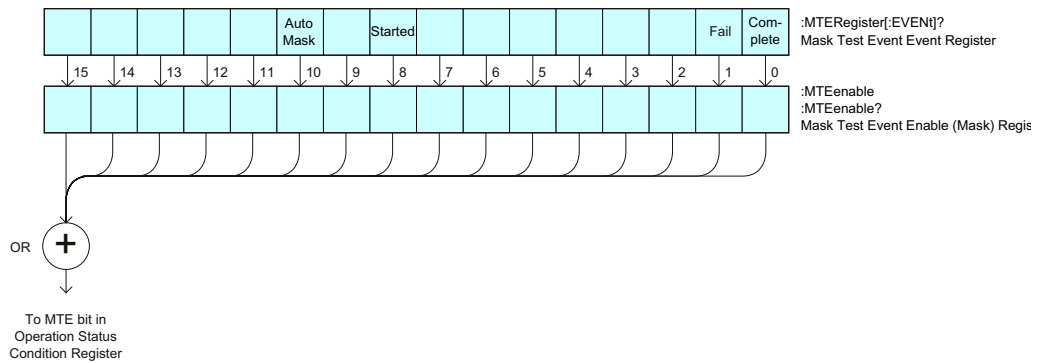 Auto
Mask
Started
Fail
Com-
plete
:MTERegister[:EVENt]?
Mask Test Event Event Register
15 14 13 12 11 10 9 8 7 6 5 4 3 2 1 0
:MTEenable
:MTEenable?
Mask Test Event Enable (Mask) Regis
OR
+
To MTE bit in
Operation Status
Condition Register